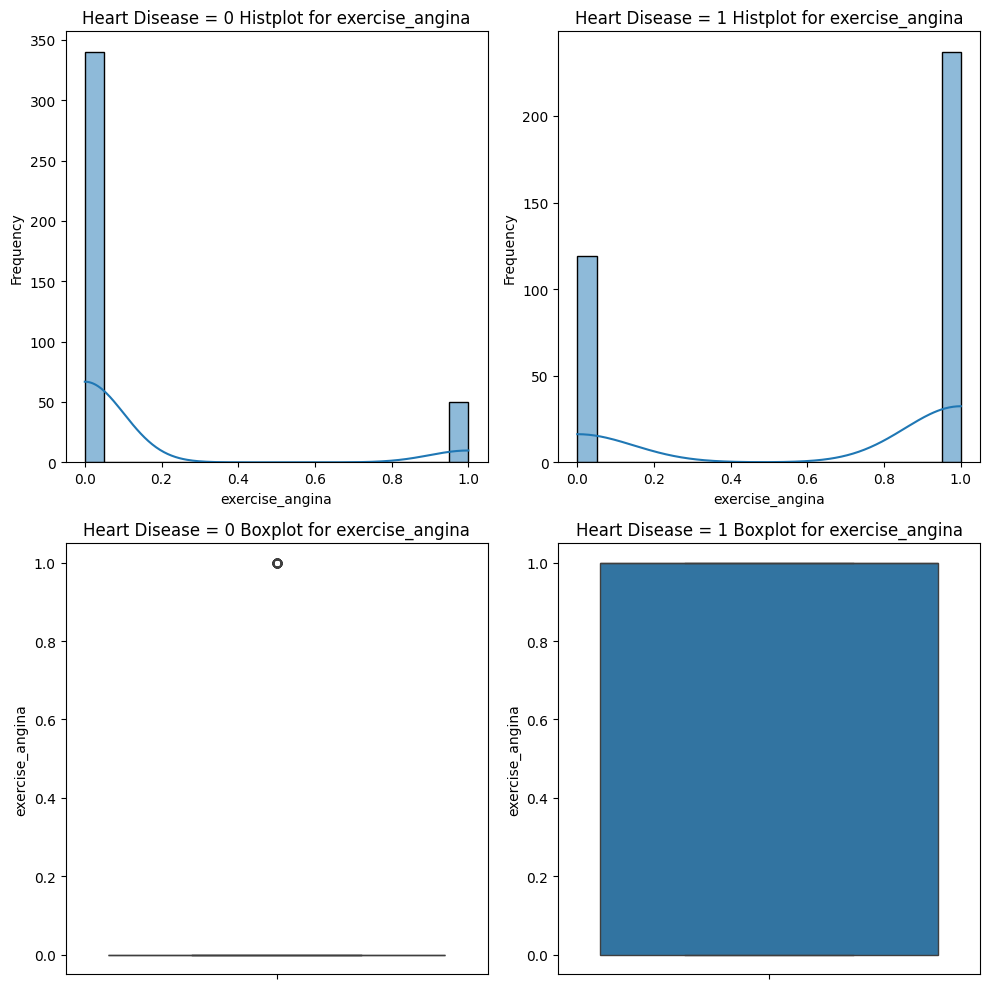 Heart Disease = 0 Histplot for exercise_angina
350
300
250
200
150
100
50
0
Frequency
0.0 0.2 0.4 0.6 0.8 1.0
exercise_angina
Heart Disease = 1 Histplot for exercise_angina
200
150
100
50
0
Frequency
0.0 0.2 0.4 0.6 0.8 1.0
exercise_angina
Heart Disease = 0 Boxplot for exercise_angina
1.0
0.8
0.6
0.4
0.2
0.0
exercise_angina
Heart Disease = 1 Boxplot for exercise_angina
1.0
0.8
0.6
0.4
0.2
0.0
exercise_angina